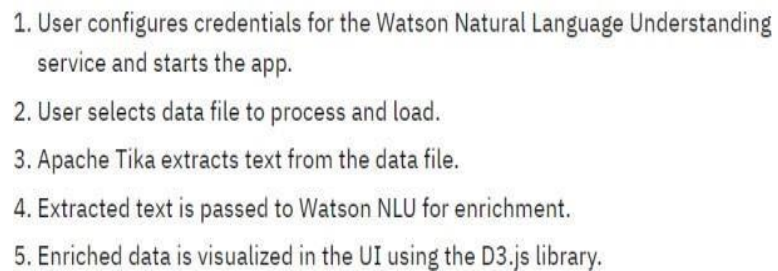 1. User configures credentials for the Watson Natural Language Understanding
service and starts the app.
2. User selects data file to process and load.
3. Apache Tika extracts text from the data file.
4. Extracted text is passed to Watson NLU for enrichment.
5. Enriched data is visualized in the UI using the D3.js library.